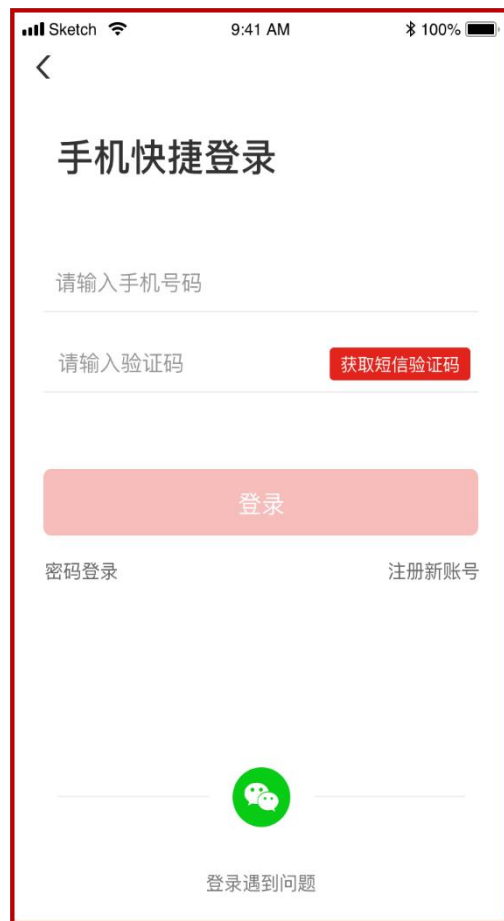 Sketch 9:41 AM 100%
手机快捷登录
请输入手机号码
请输入验证码 获取短信验证码
登录
密码登录 注册新账号
登录遇到问题